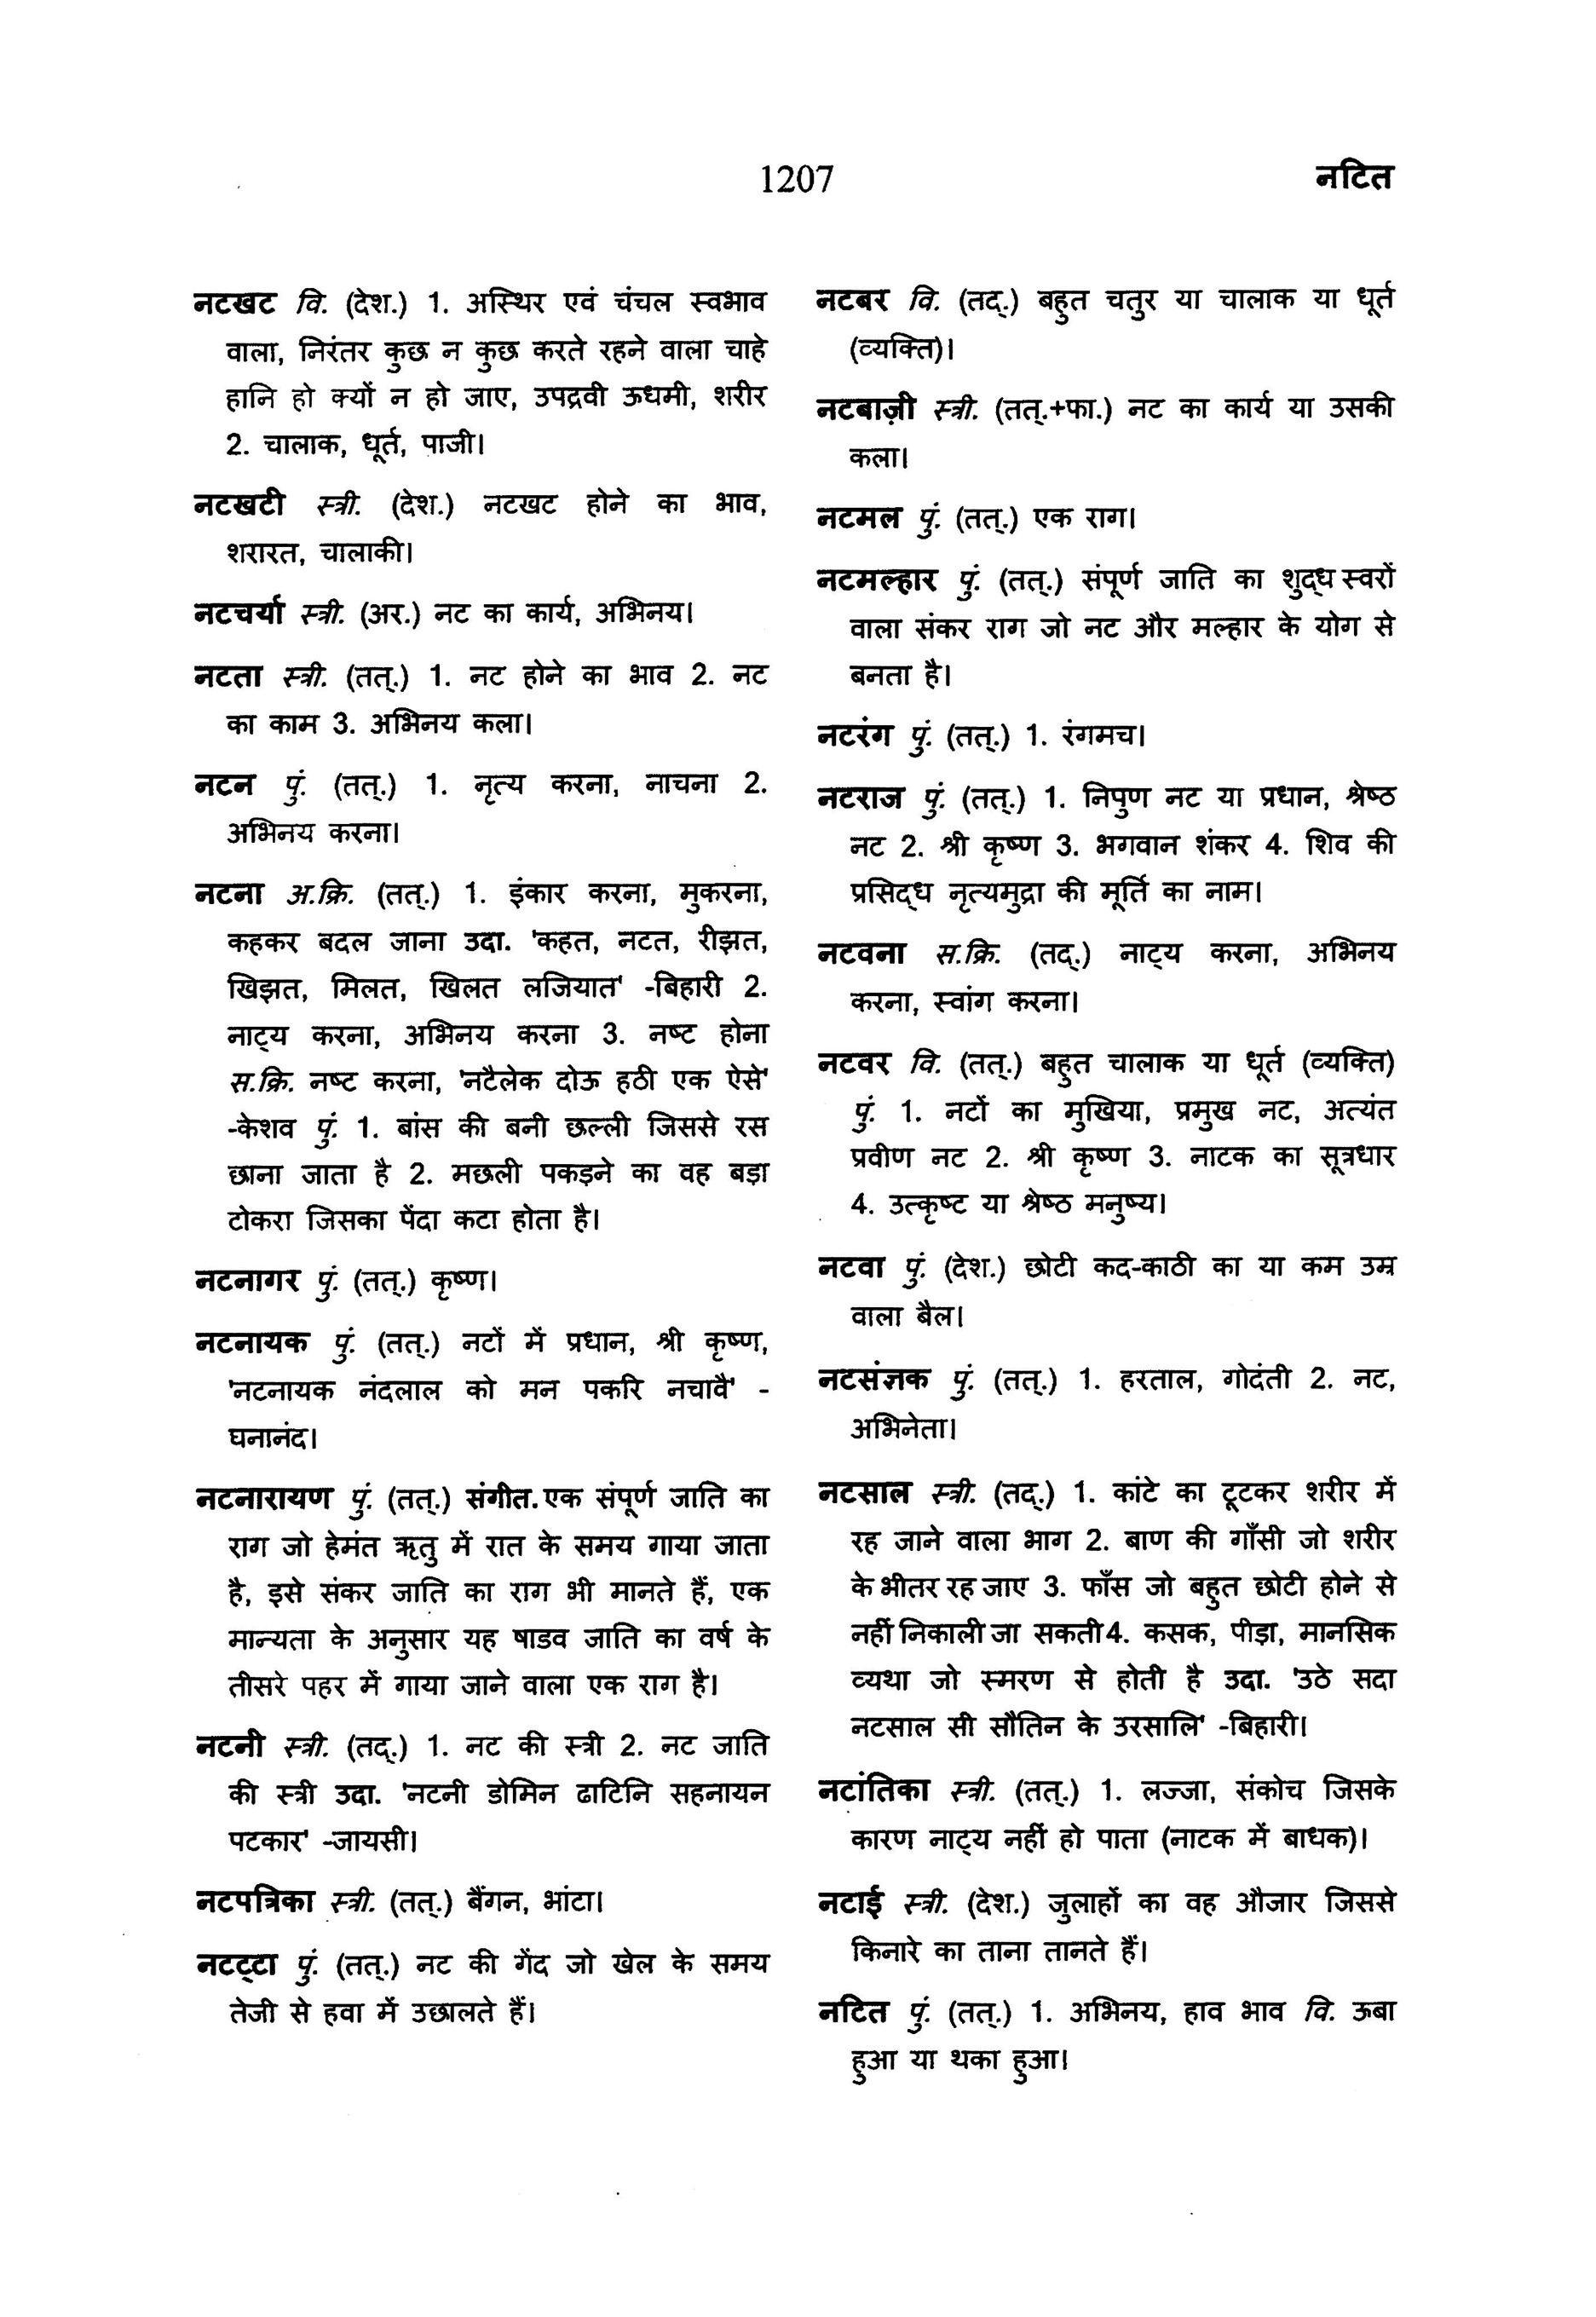 1207
नटित
नटखट वि. (देश.) 1. अस्थिर एवं चंचल स्वभाव
वाला, निरंतर कुछ न कुछ करते रहने वाला चाहे
हानि हो क्यों न हो जाए, उपद्रवी ऊधमी, शरीर
2. चालाक, धूर्त, पाजी।
नटखटी स्त्री. (देश.) नटखट होने का भाव,
शरारत, चालाकी।
नटचर्या स्त्री. (अर.) नट का कार्य, अभिनय।
नटता स्त्री. (तत्.) 1. नट होने का भाव 2. नट
का काम 3. अभिनय कला।
नटन पुं. (तत्.) 1. नृत्य करना, नाचना 2.
अभिनय करना।
नटना अ.क्रि. (तत्.) 1. इंकार करना, मुकरना,
कहकर बदल जाना उदा. 'कहत, नटत, रीझत,
खिझत, मिलत, खिलत लजियात' -बिहारी 2.
नाट्य करना, अभिनय करना 3. नष्ट होना
स.क्रि. नष्ट करना, 'नटैलेक दोऊ हठी एक ऐसे'
-केशव पुं. 1. बांस की बनी छल्ली जिससे रस
छाना जाता है 2. मछली पकड़ने का वह बड़ा
टोकरा जिसका पेंदा कटा होता है।
नटनागर पुं. (तत्.) कृष्ण।
नटनायक पुं. (तत्.) नटों में प्रधान, श्री कृष्ण,
'नटनायक नंदलाल को मन पकरि नचावै' -
घनानंद।
नटनारायण पुं. (तत्.) संगीत. एक संपूर्ण जाति का
राग जो हेमंत ऋतु में रात के समय गाया जाता
है, इसे संकर जाति का राग भी मानते हैं, एक
मान्यता के अनुसार यह षाडव जाति का वर्ष के
तीसरे पहर में गाया जाने वाला एक राग है।
नटनी स्त्री. (तद्.) 1. नट की स्त्री 2. नट जाति
की स्त्री उदा. 'नटनी डोमिन ढाटिनि सहनायन
पटकार' -जायसी।
नटपत्रिका स्त्री. (तत्.) बैंगन, भांटा।
नटट्टा पुं. (तत्.) नट की गेंद जो खेल के समय
तेजी से हवा में उछालते हैं।
नटबर वि. (तद्.) बहुत चतुर या चालाक या धूर्त
(व्यक्ति)।
नटबाज़ी स्त्री. (तत्.+फा.) नट का कार्य या उसकी
कला।
नटमल पुं. (तत्.) एक राग।
नटमल्हार पुं. (तत्.) संपूर्ण जाति का शुद्ध स्वरों
वाला संकर राग जो नट और मल्हार के योग से
बनता है।
नटरंग पुं. (तत्.) 1. रंगमच।
नटराज पुं. (तत्.) 1. निपुण नट या प्रधान, श्रेष्ठ
नट 2. श्री कृष्ण 3. भगवान शंकर 4. शिव की
प्रसिद्ध नृत्यमुद्रा की मूर्ति का नाम।
नटवना स.क्रि. (तद्.) नाट्य करना, अभिनय
करना, स्वांग करना।
नटवर वि. (तत्.) बहुत चालाक या धूर्त (व्यक्ति)
पुं. 1. नटों का मुखिया, प्रमुख नट, अत्यंत
प्रवीण नट 2. श्री कृष्ण 3. नाटक का सूत्रधार
4. उत्कृष्ट या श्रेष्ठ मनुष्य।
नटवा पुं. (देश.) छोटी कद-काठी का या कम उम्र
वाला बैल।
नटसंज्ञक पुं. (तत्.) 1. हरताल, गोदंती 2. नट,
अभिनेता।
नटसाल स्त्री. (तद्.) 1. कांटे का टूटकर शरीर में
रह जाने वाला भाग 2. बाण की गाँसी जो शरीर
के भीतर रह जाए 3. फाँस जो बहुत छोटी होने से
नहीं निकाली जा सकती 4. कसक, पीड़ा, मानसिक
व्यथा जो स्मरण से होती है उदा. 'उठे सदा
नटसाल सी सौतिन के उरसालि' -बिहारी।
नटांतिका स्त्री. (तत्.) 1. लज्जा, संकोच जिसके
कारण नाट्य नहीं हो पाता (नाटक में बाधक)।
नटाई स्त्री. (देश.) जुलाहों का वह औजार जिससे
किनारे का ताना तानते हैं।
नटित पुं. (तत्.) 1. अभिनय, हाव भाव वि. ऊबा
हुआ या थका हुआ।